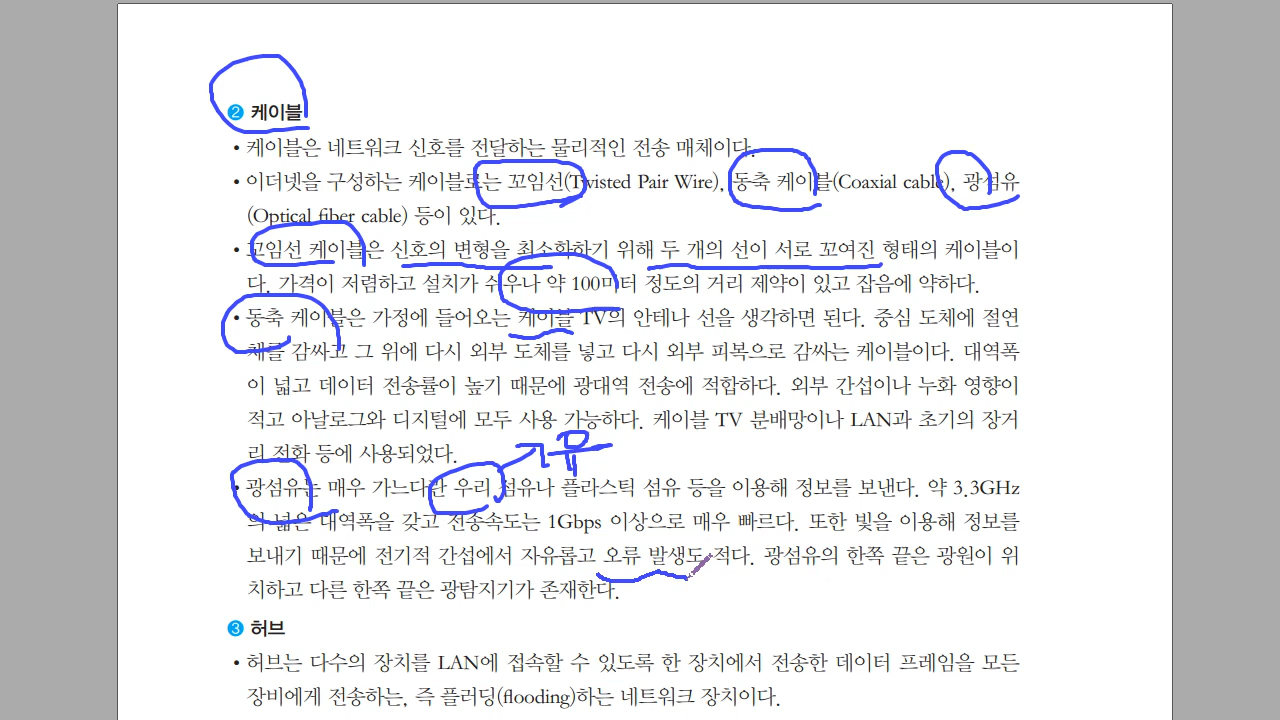 ❷ 케이블
• 케이블은 네트워크 신호를 전달하는 물리적인 전송 매체이다.
• 이더넷을 구성하는 케이블로는 꼬임선(Twisted Pair Wire), 동축 케이블(Coaxial cable), 광섬유
(Optical fiber cable) 등이 있다.
• 꼬임선 케이블은 신호의 변형을 최소화하기 위해 두 개의 선이 서로 꼬여진 형태의 케이블이
다. 가격이 저렴하고 설치가 쉬우나 약 100미터 정도의 거리 제약이 있고 잡음에 약하다.
• 동축 케이블은 가정에 들어오는 케이블 TV의 안테나 선을 생각하면 된다. 중심 도체에 절연
체를 감싸고 그 위에 다시 외부 도체를 넣고 다시 외부 피복으로 감싸는 케이블이다. 대역폭
이 넓고 데이터 전송률이 높기 때문에 광대역 전송에 적합하다. 외부 간섭이나 누화 영향이
적고 아날로그와 디지털에 모두 사용 가능하다. 케이블 TV 분배망이나 LAN과 초기의 장거
리 전화 등에 사용되었다.
유
• 광섬유는 매우 가느다란 우리 섬유나 플라스틱 섬유 등을 이용해 정보를 보낸다. 약 3.3GHz
의 넓은 대역폭을 갖고 전송속도는 1Gbps 이상으로 매우 빠르다. 또한 빛을 이용해 정보를
보내기 때문에 전기적 간섭에서 자유롭고 오류 발생도 적다. 광섬유의 한쪽 끝은 광원이 위
치하고 다른 한쪽 끝은 광탐지기가 존재한다.
❸ 허브
• 허브는 다수의 장치를 LAN에 접속할 수 있도록 한 장치에서 전송한 데이터 프레임을 모든
장비에게 전송하는, 즉 플러딩(flooding)하는 네트워크 장치이다.